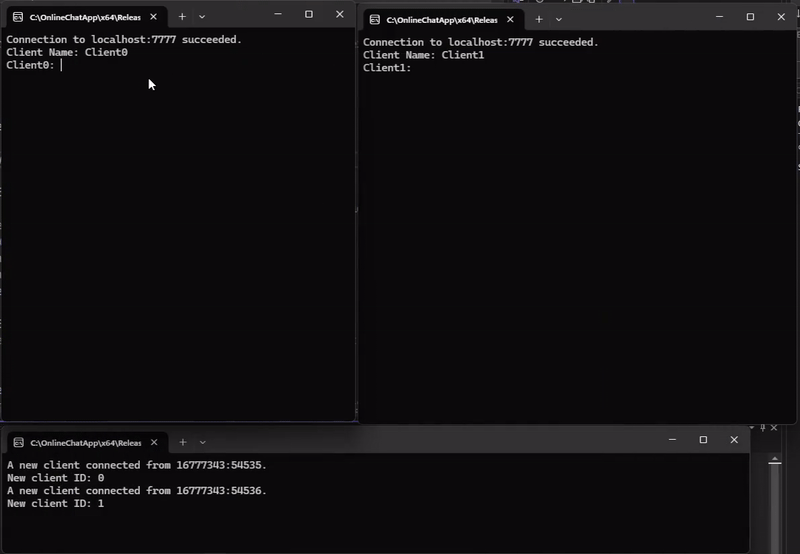 C:\OnlineChatApp\x64\Releas
Connection to localhost:7777 succeeded.
Client Name: Client0
Client0:
C:\OnlineChatApp\x64\Releas
Connection to localhost:7777 succeeded.
Client Name: Client1
Client1:
C:\OnlineChatApp\x64\Releas
A new client connected from 16777343:54535.
New client ID: 0
A new client connected from 16777343:54536.
New client ID: 1